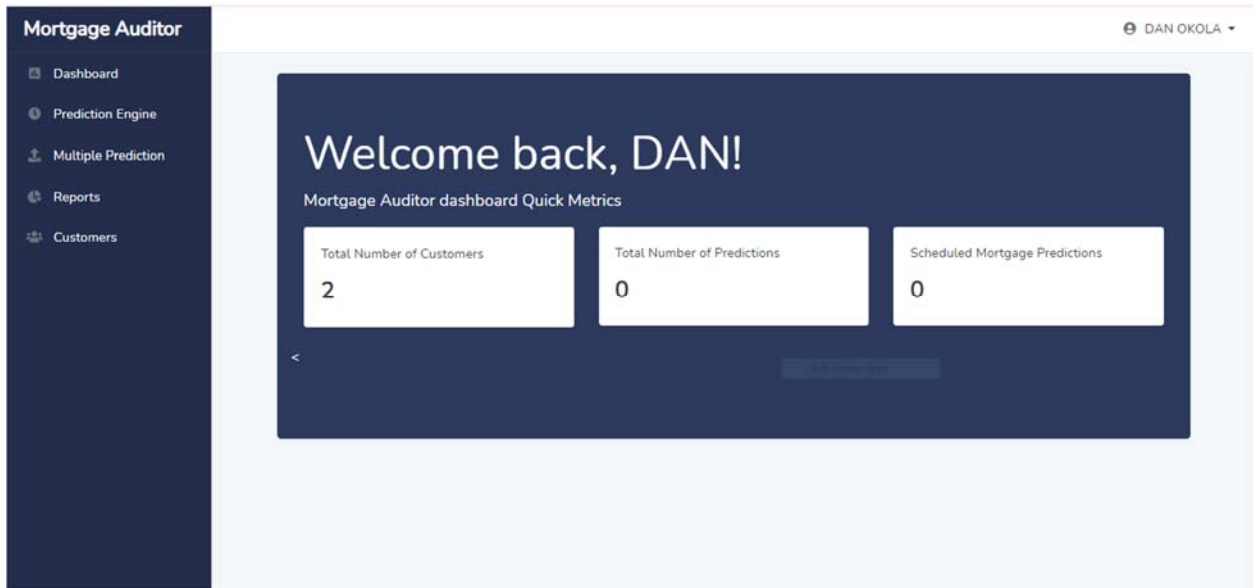 Mortgage Auditor
DAN OKOLA
Dashboard
Prediction Engine
Multiple Prediction
Reports
Customers
Welcome back, DAN!
Mortgage Auditor dashboard Quick Metrics
Total Number of Customers
2
Total Number of Predictions
0
Scheduled Mortgage Predictions
0
<